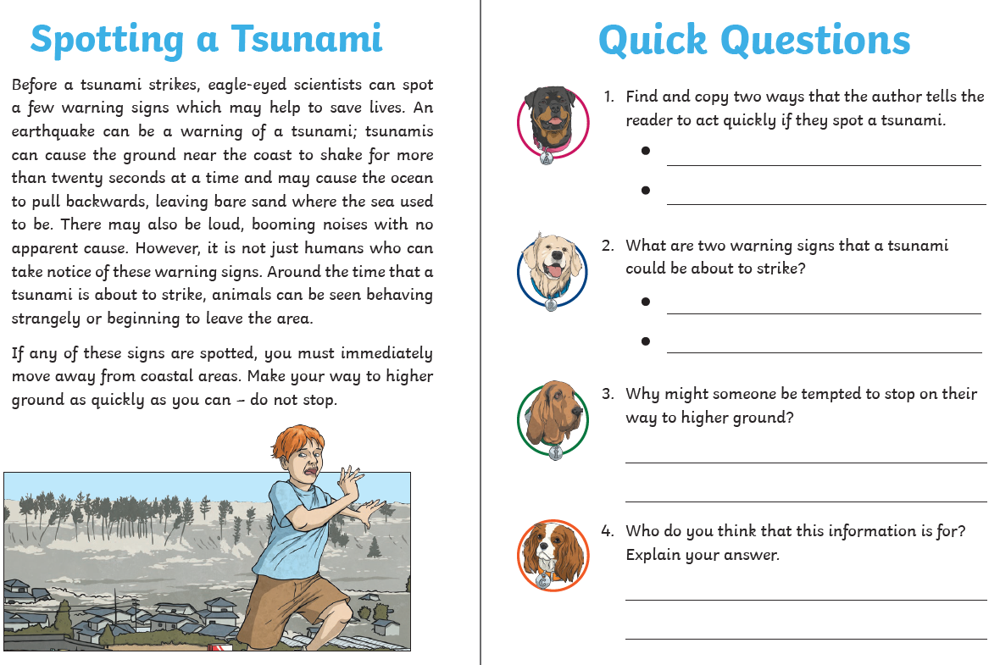 Spotting a Tsunami
Before a tsunami strikes, eagle-eyed scientists can spot
a few warning signs which may help to save lives. An
earthquake can be a warning of a tsunami; tsunamis
can cause the ground near the coast to shake for more
than twenty seconds at a time and may cause the ocean
to pull backwards, leaving bare sand where the sea used
to be. There may also be loud, booming noises with no
apparent cause. However, it is not just humans who can
take notice of these warning signs. Around the time that a
tsunami is about to strike, animals can be seen behaving
strangely or beginning to leave the area.
If any of these signs are spotted, you must immediately
move away from coastal areas. Make your way to higher
ground as quickly as you can – do not stop.
Quick Questions
1. Find and copy two ways that the author tells the
reader to act quickly if they spot a tsunami.
2. What are two warning signs that a tsunami
could be about to strike?
3. Why might someone be tempted to stop on their
way to higher ground?
4. Who do you think that this information is for?
Explain your answer.